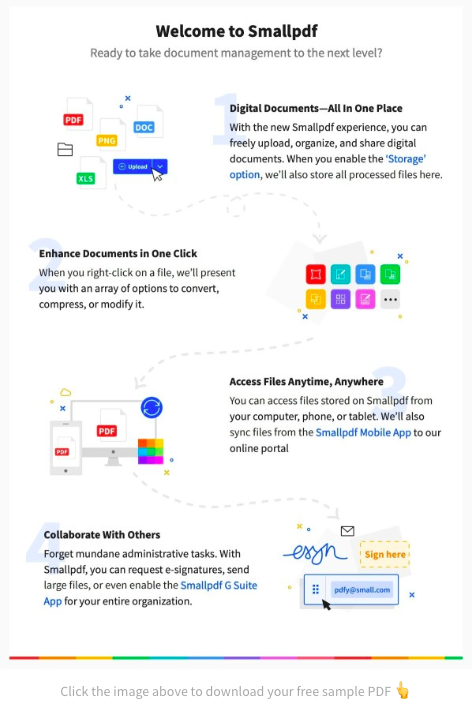 Welcome to Smallpdf
Ready to take document management to the next level?
PDF
DOC
PNG
XLS
Upload
1
Digital Documents—All In One Place
With the new Smallpdf experience, you can
freely upload, organize, and share digital
documents. When you enable the 'Storage'
option, we'll also store all processed files here.
2
Enhance Documents in One Click
When you right-click on a file, we'll present
you with an array of options to convert,
compress, or modify it.
PDF
PDF
3
Access Files Anytime, Anywhere
You can access files stored on Smallpdf from
your computer, phone, or tablet. We'll also
sync files from the Smallpdf Mobile App to our
online portal
4
Collaborate With Others
Forget mundane administrative tasks. With
Smallpdf, you can request e-signatures, send
large files, or even enable the Smallpdf G Suite
App for your entire organization.
esyn
Sign here
pdfy@small.com
Click the image above to download your free sample PDF 👆